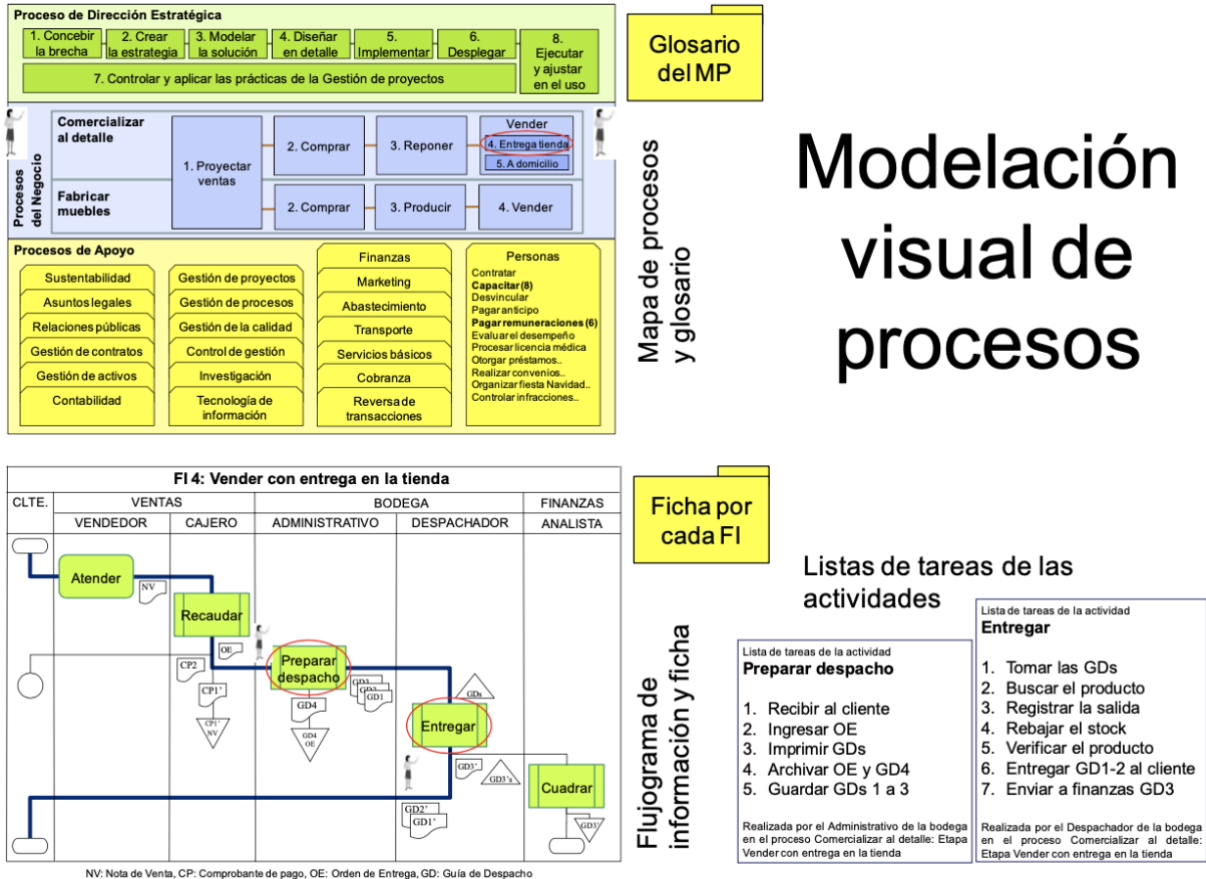 Proceso de Dirección Estratégica
1. Concebir
la brecha
2. Crear
la estrategia
3. Modelar
la solución
4. Diseñar
en detalle
5.
Implementar
6.
Desplegar
8.
Ejecutar
y ajustar
en el uso
7. Controlar y aplicar las prácticas de la Gestión de proyectos
Procesos
del Negocio
Comercializar
al detalle
1. Proyectar
ventas
2. Comprar
3. Reponer
Vender
4. Entrega tienda
5. A domicilio
Fabricar
muebles
2. Comprar
3. Producir
4. Vender
Procesos de Apoyo
Sustentabilidad
Asuntos legales
Relaciones públicas
Gestión de contratos
Gestión de activos
Contabilidad
Gestión de proyectos
Gestión de procesos
Gestión de la calidad
Control de gestión
Investigación
Tecnología de
información
Finanzas
Marketing
Abastecimiento
Transporte
Servicios básicos
Cobranza
Reversa de
transacciones
Personas
Contratar
Capacitar (8)
Desvincular
Pagar anticipo
Pagar remuneraciones (6)
Evaluar el desempeño
Procesar licencia médica
Otorgar préstamos..
Realizar convenios..
Organizar fiesta Navidad..
Controlar infracciones..
Glosario
del MP
Mapa de procesos
y glosario
Modelación
visual de
procesos
FI 4: Vender con entrega en la tienda
CLTE.
VENTAS
BODEGA
FINANZAS
VENDEDOR
CAJERO
ADMINISTRATIVO
DESPACHADOR
ANALISTA
Atender
NV
Recaudar
OE
CP2
CP1'
CP1'
NV
Preparar
despacho
GD3
GD2
GD1
GD4
GD4
OE
GDs
Entregar
GD3'
GD3's
GD2'
GD1'
Cuadrar
GD3'
NV: Nota de Venta, CP: Comprobante de pago, OE: Orden de Entrega, GD: Guía de Despacho
Ficha por
cada FI
Flujograma de
información y ficha
Listas de tareas de las
actividades
Lista de tareas de la actividad
Preparar despacho
1. Recibir al cliente
2. Ingresar OE
3. Imprimir GDs
4. Archivar OE y GD4
5. Guardar GDs 1 a 3
Realizada por el Administrativo de la bodega
en el proceso Comercializar al detalle: Etapa
Vender con entrega en la tienda
Lista de tareas de la actividad
Entregar
1. Tomar las GDs
2. Buscar el producto
3. Registrar la salida
4. Rebajar el stock
5. Verificar el producto
6. Entregar GD1-2 al cliente
7. Enviar a finanzas GD3
Realizada por el Despachador de la bodega
en el proceso Comercializar al detalle:
Etapa Vender con entrega en la tienda